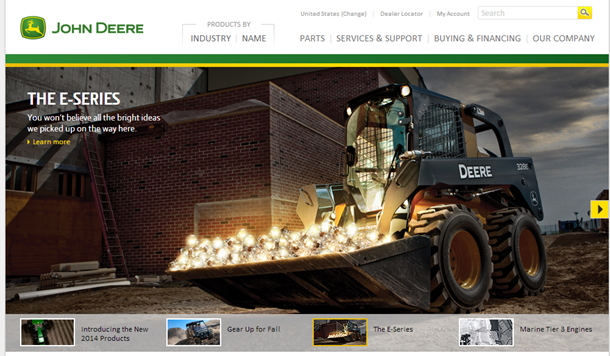 United States (Change) | Dealer Locator | My Account
Search
JOHN DEERE
PRODUCTS BY
INDUSTRY | NAME
PARTS | SERVICES & SUPPORT | BUYING & FINANCING | OUR COMPANY
THE E-SERIES
You won't believe all the bright ideas
we picked up on the way here.
Learn more
DEERE
328E
Introducing the New
2014 Products
Gear Up for Fall
The E-Series
Marine Tier 3 Engines